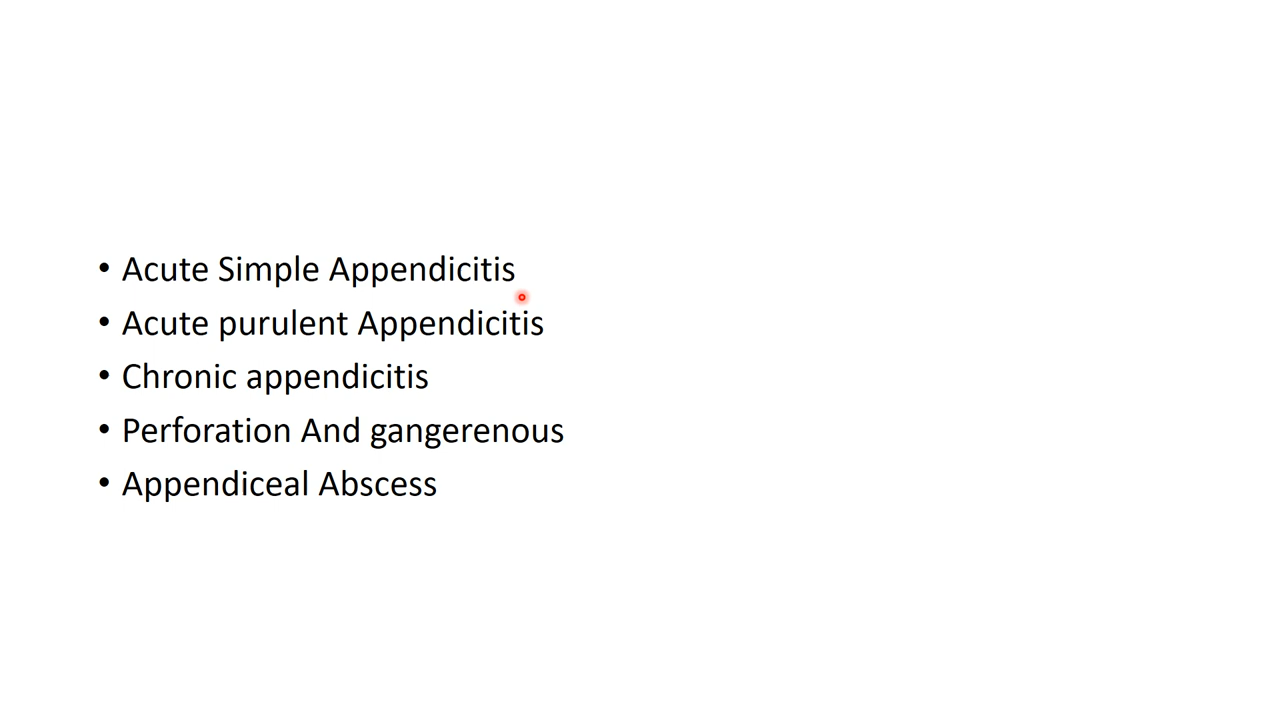 • Acute Simple Appendicitis
• Acute purulent Appendicitis
• Chronic appendicitis
• Perforation And gangerenous
• Appendiceal Abscess